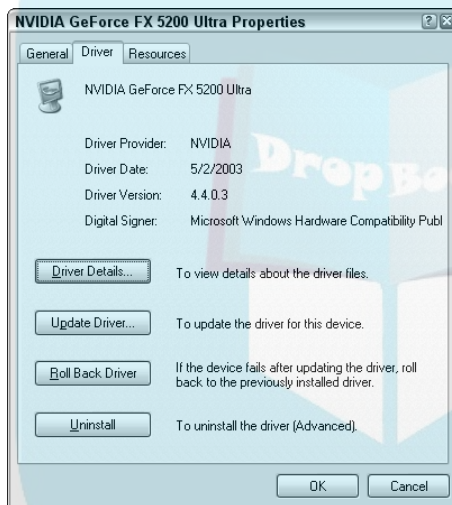 NVIDIA GeForce FX 5200 Ultra Properties
General Driver Resources
NVIDIA GeForce FX 5200 Ultra
Driver Provider: NVIDIA
Driver Date: 5/2/2003
Driver Version: 4.4.0.3
Digital Signer: Microsoft Windows Hardware Compatibility Publ
Driver Details... To view details about the driver files.
Update Driver... To update the driver for this device.
Roll Back Driver If the device fails after updating the driver, roll
back to the previously installed driver.
Uninstall To uninstall the driver (Advanced).
OK Cancel